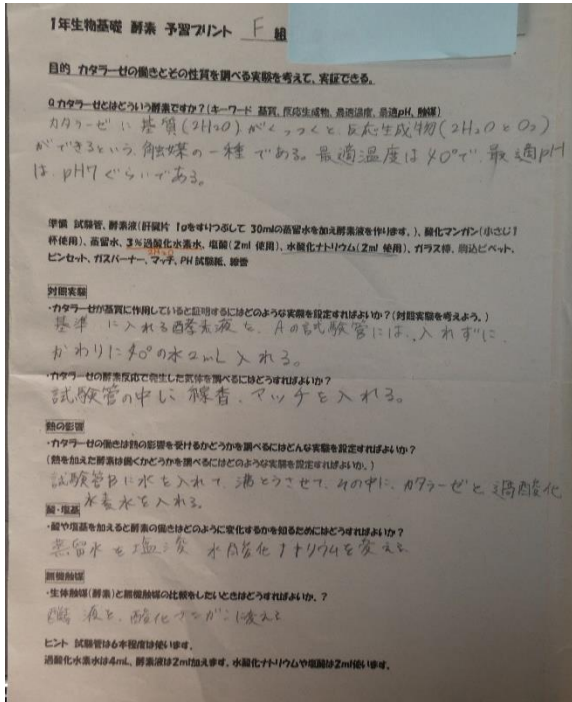 1年生物基礎 酵素 予習プリント F 組
目的 カタラーゼの働きとその性質を調べる実験を考えて、実証できる。
Q カタラーゼとはどういう酵素ですか?(キーワード 基質、反応生成物、最適温度、最適pH、触媒)
カタラーゼに基質(2H₂O)がくっつくと、反応生成物(2H₂OとO₂)
ができるという、触媒の一種である。最適温度は40°で、最適pH
は、pH7ぐらいである。
準備 試験管、酵素液(肝臓片 1gをすりつぶして 30mlの蒸留水を加え酵素液を作ります。)、酸化マンガン(小さじ1
杯使用)、蒸留水、3%過酸化水素水、塩酸(2ml 使用)、水酸化ナトリウム(2ml 使用)、ガラス棒、駒込ピペット、
ピンセット、ガスバーナー、マッチ、PH試験紙、線香
対照実験
・カタラーゼが基質に作用していると証明するにはどのような実験を設定すればよいか?(対照実験を考えよう。)
基準 に入れる酵素液を、Aの試験管には、入れずに、
かわりに40°の水2mL 入れる。
・カタラーゼの酵素反応で発生した気体を調べるにはどうすればよいか?
試験管の中に 線香、マッチを入れる。
熱の影響
・カタラーゼの働きは熱の影響を受けるかどうかを調べるにはどんな実験を設定すればよいか?
(熱を加えた酵素は働くかどうかを調べるにはどのような実験を設定すればよいか。)
試験管Bに水を入れて、沸とうさせて、その中に、カタラーゼと過酸化
水素水を入れる。
酸・塩基
・酸や塩基を加えると酵素の働きはどのように変化するかを知るためにはどうすればよいか?
蒸留水を塩酸 水酸化ナトリウムを変える
無機触媒
・生体触媒(酵素)と無機触媒の比較をしたいときはどうすればよいか。?
液を、酸化マンガンに変える
ヒント 試験管は6本程度は使います。
過酸化水素水は4mL、酵素液は2ml加えます。水酸化ナトリウムや塩酸は2ml使います。